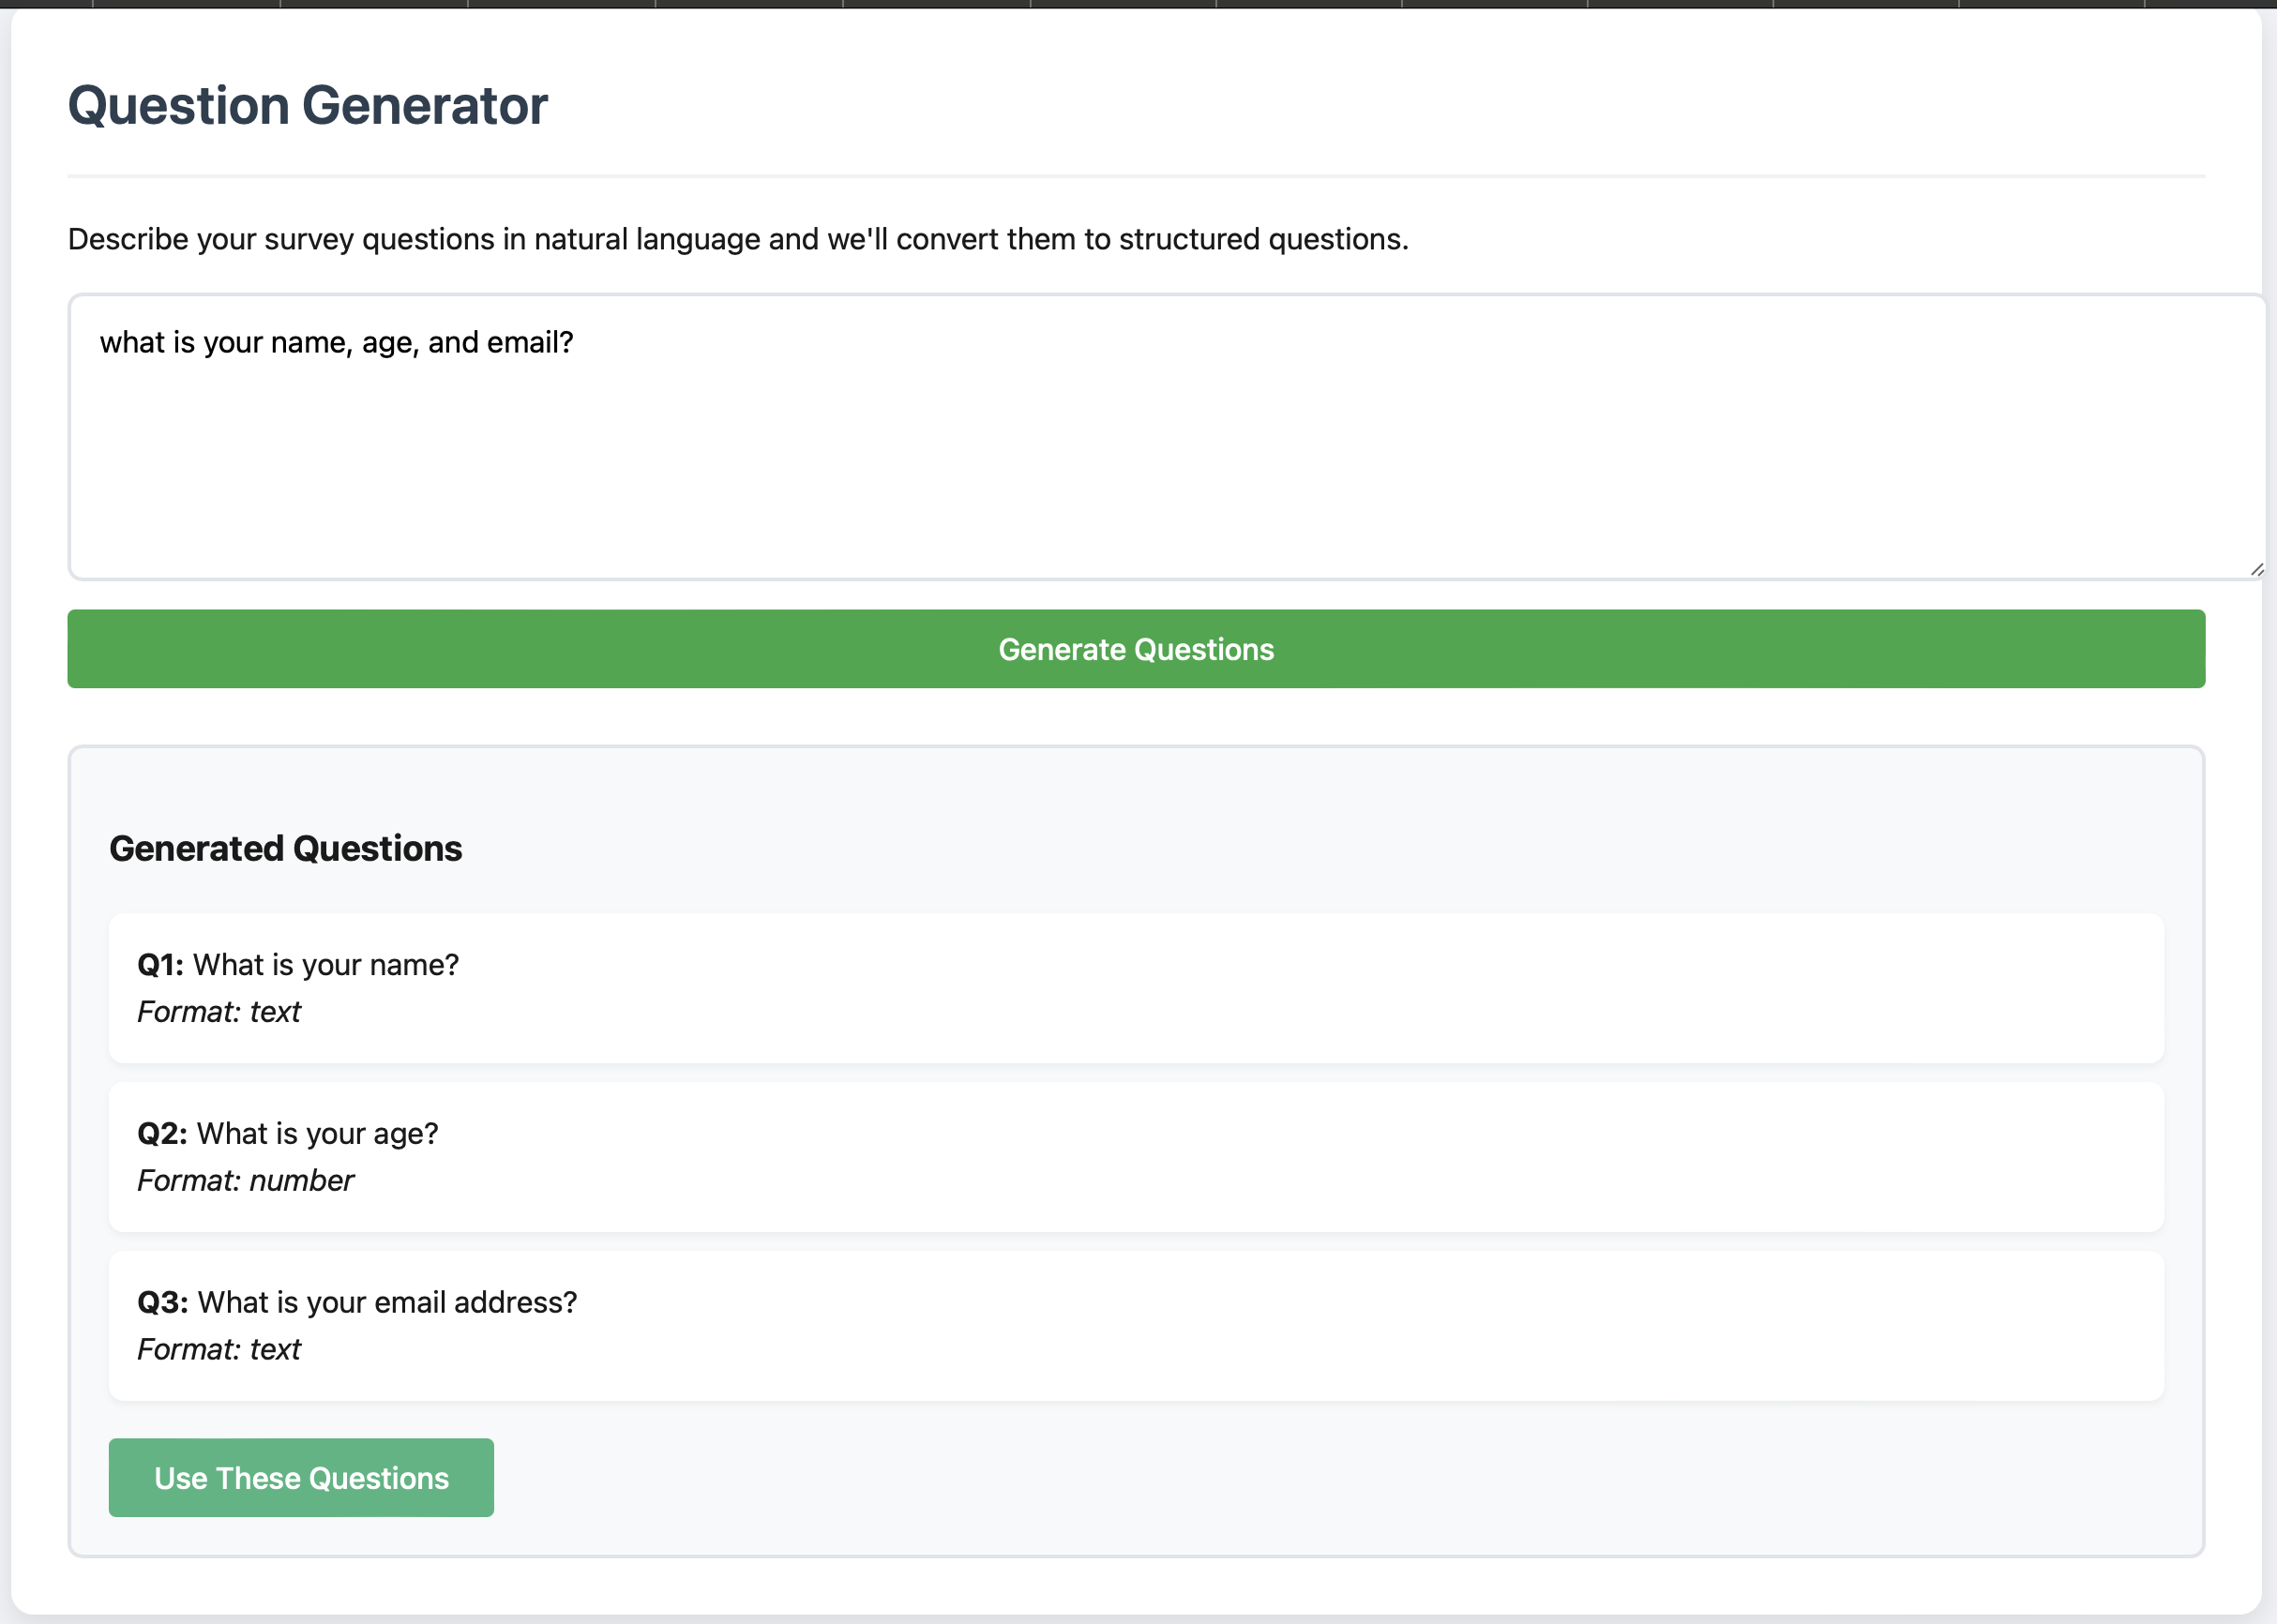 Question Generator
Describe your survey questions in natural language and we'll convert them to structured questions.
what is your name, age, and email?
Generate Questions
Generated Questions
Q1: What is your name?
Format: text
Q2: What is your age?
Format: number
Q3: What is your email address?
Format: text
Use These Questions